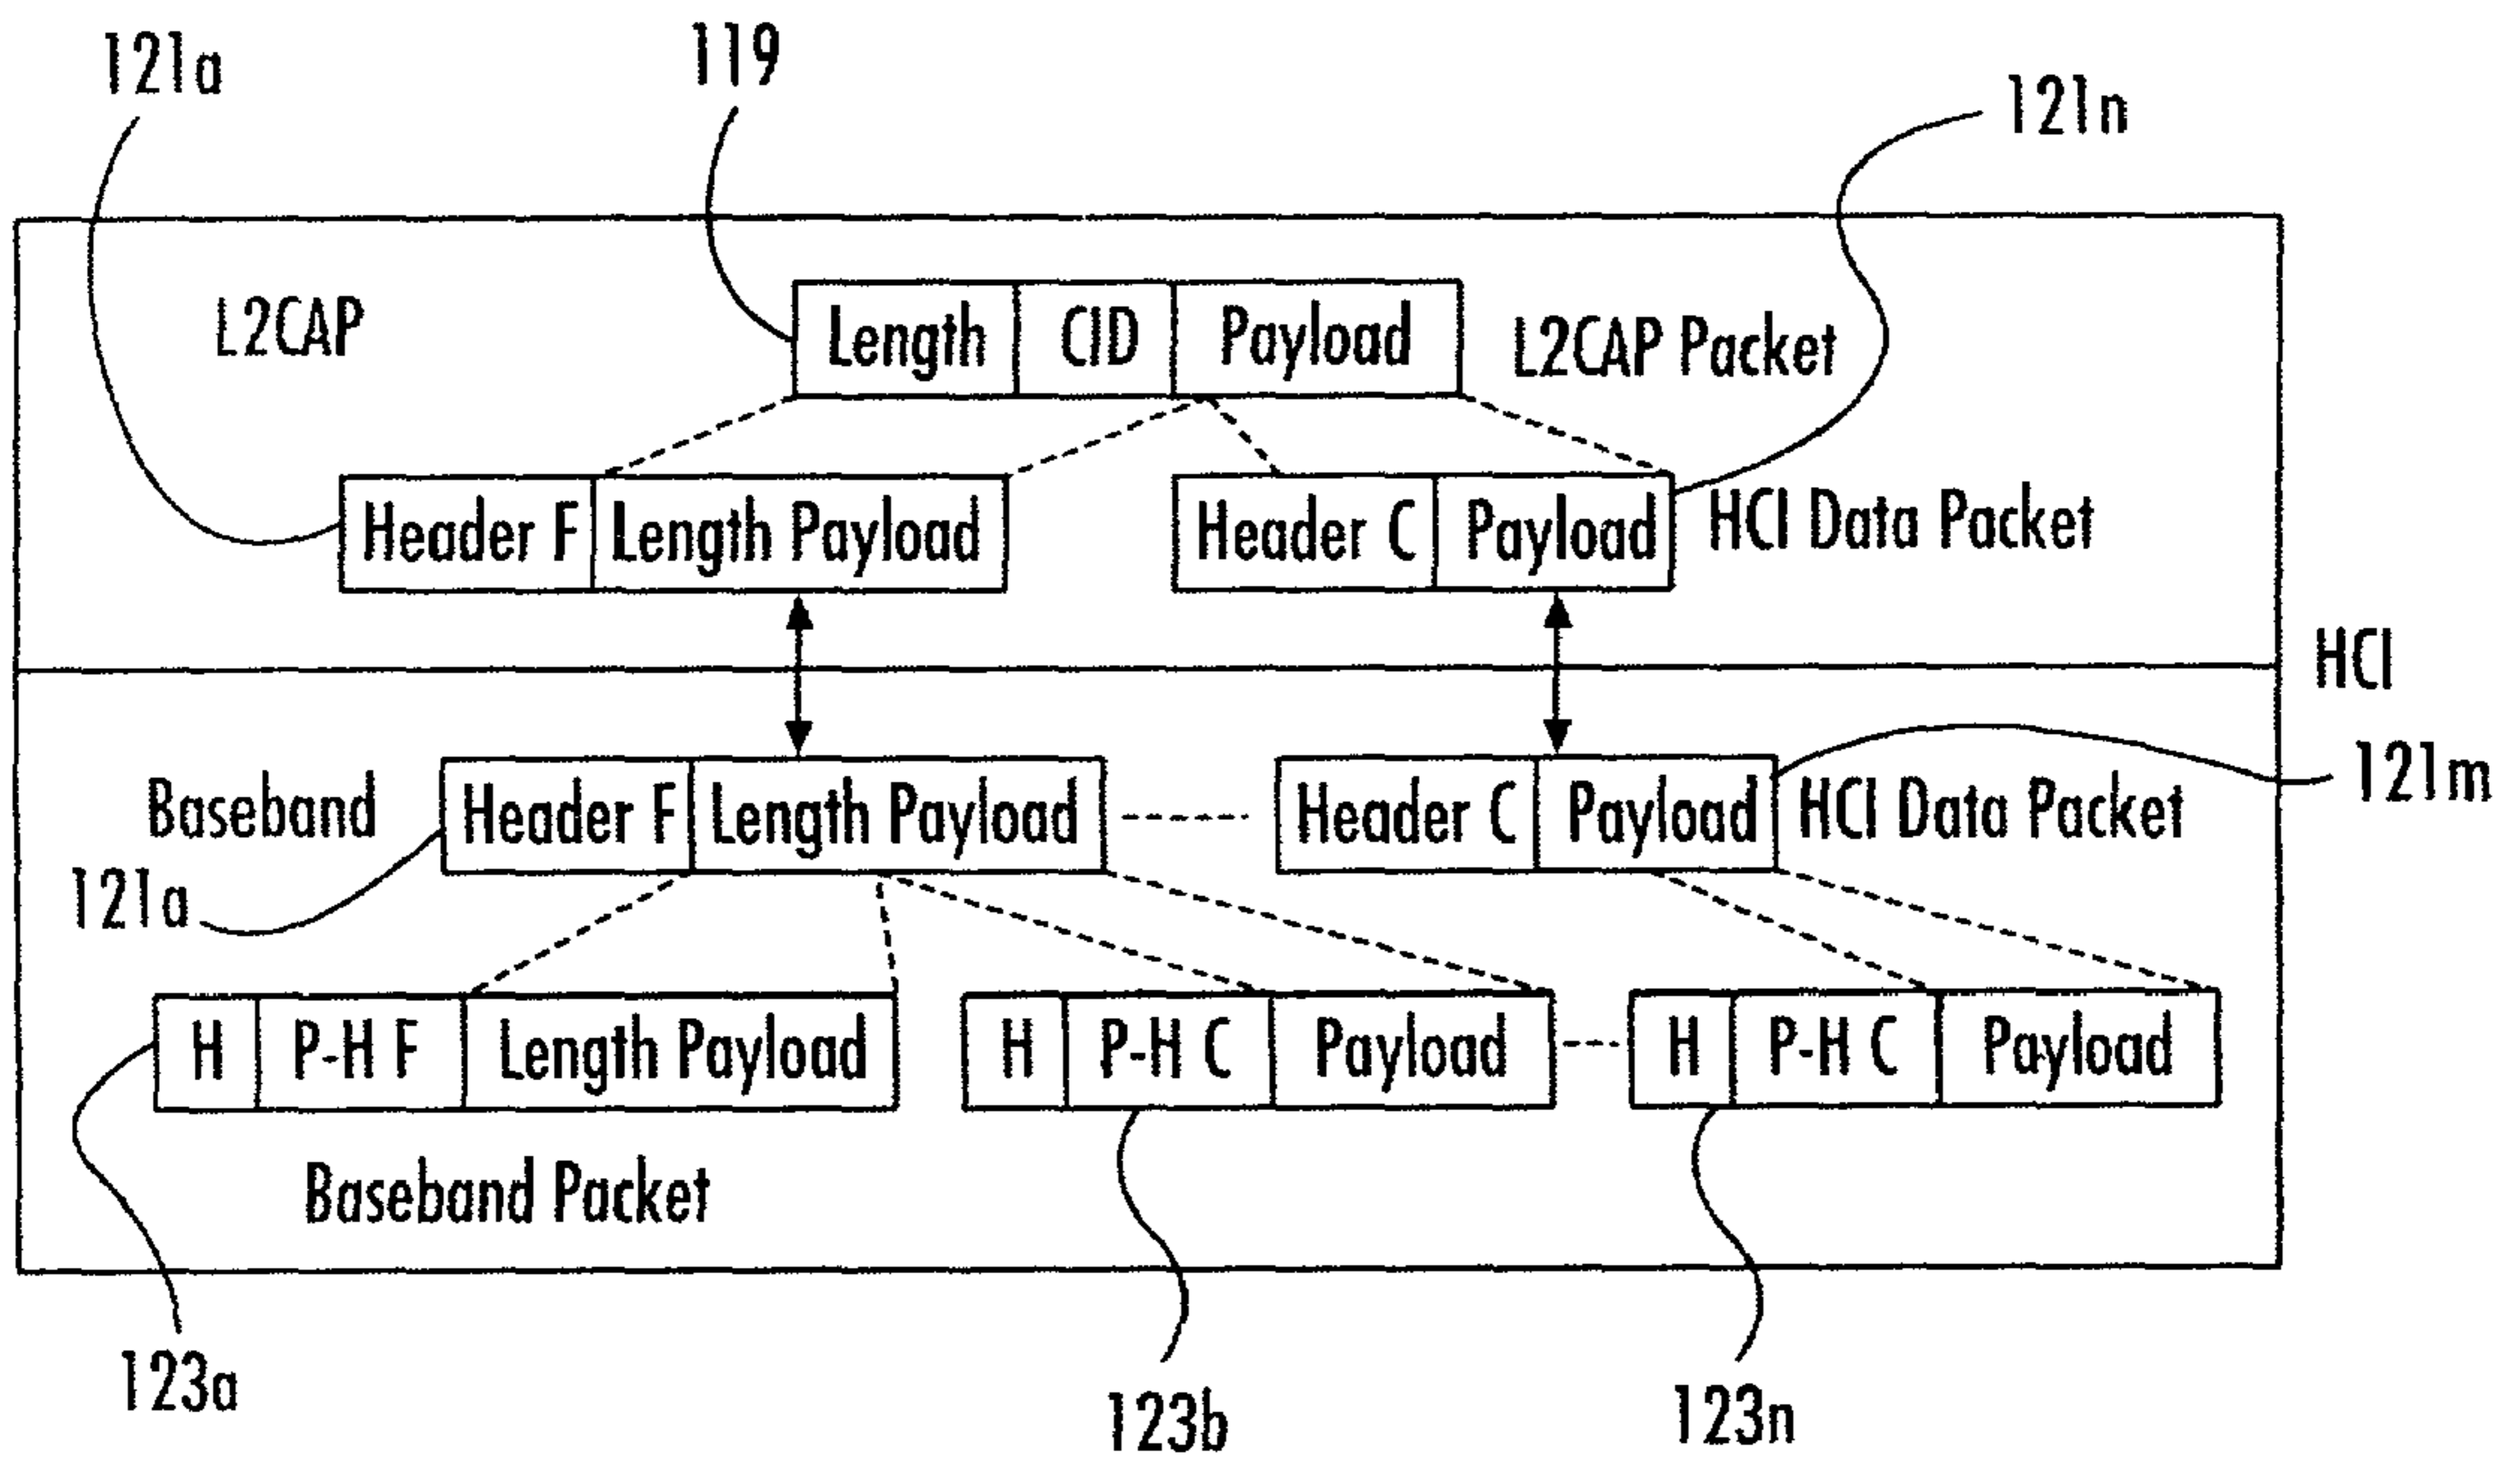 121a
119
121n
L2CAP
Length CID Payload
L2CAP Packet
Header F Length Payload
Header C Payload
HCI Data Packet
HCI
Baseband
Header F Length Payload
Header C Payload
HCI Data Packet
121m
121a
H P-H F Length Payload
H P-H C Payload
H P-H C Payload
Baseband Packet
123a
123b
123n